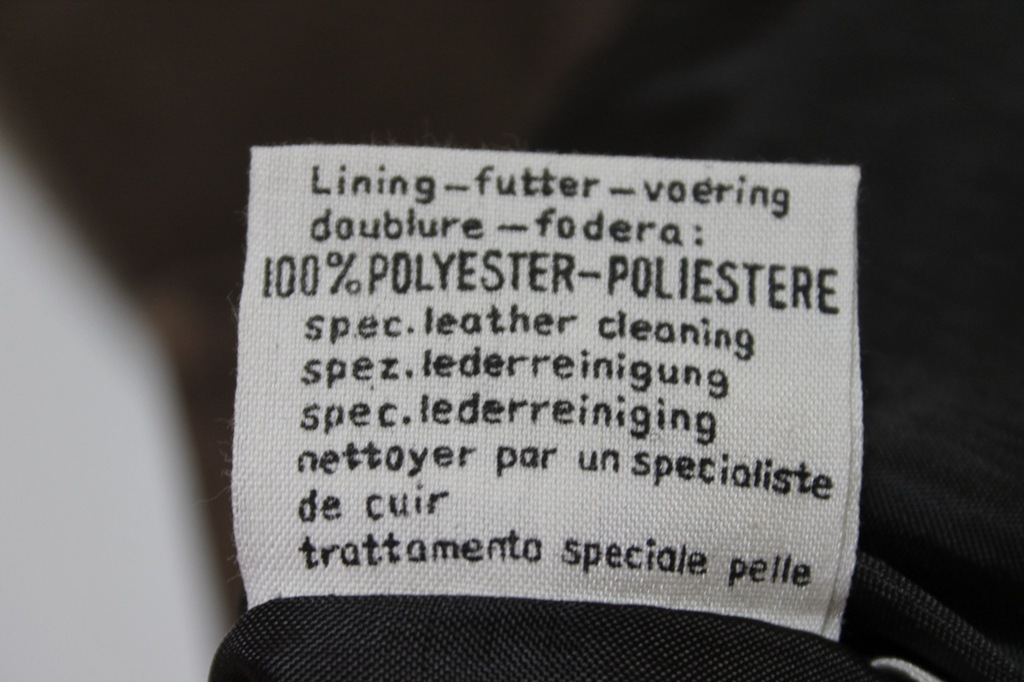 Lining-futter-voering
doublure-fodera:
100% POLYESTER-POLIESTERE
spec.leather cleaning
spez.lederreinigung
spec.lederreiniging
nettoyer par un specialiste
de cuir
trattamento speciale pelle